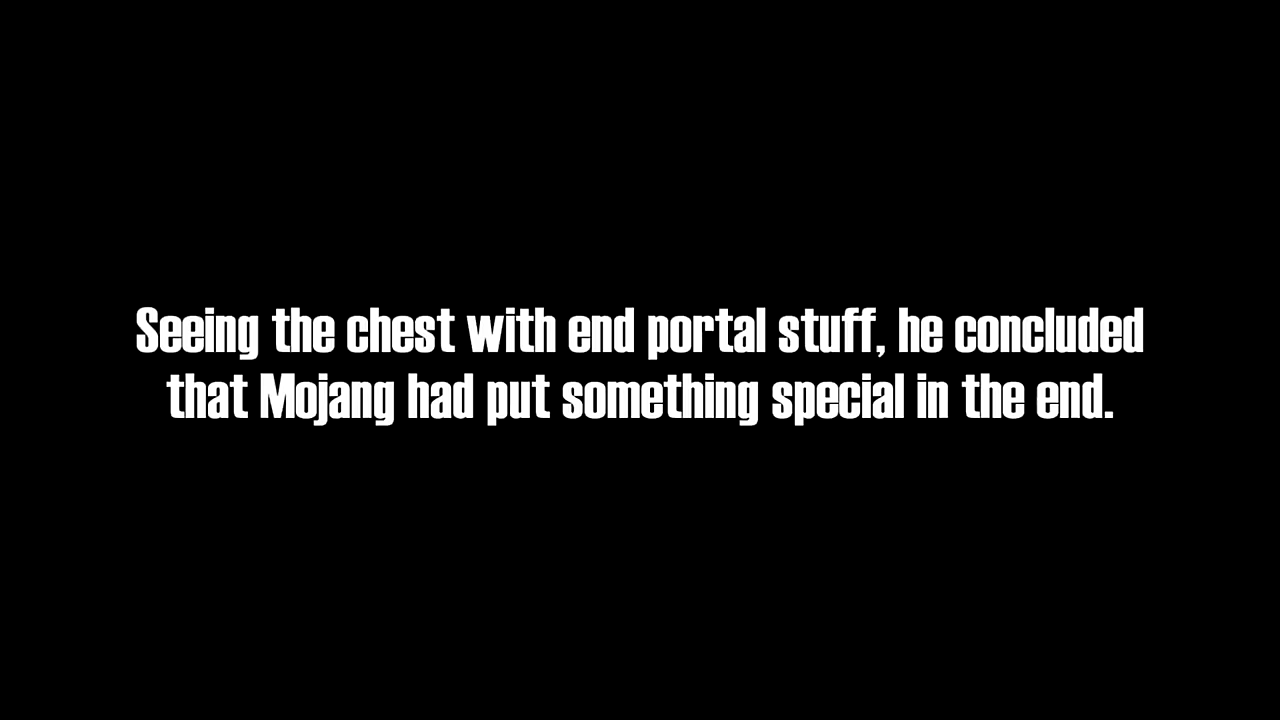 Seeing the chest with end portal stuff, he concluded
that Mojang had put something special in the end.